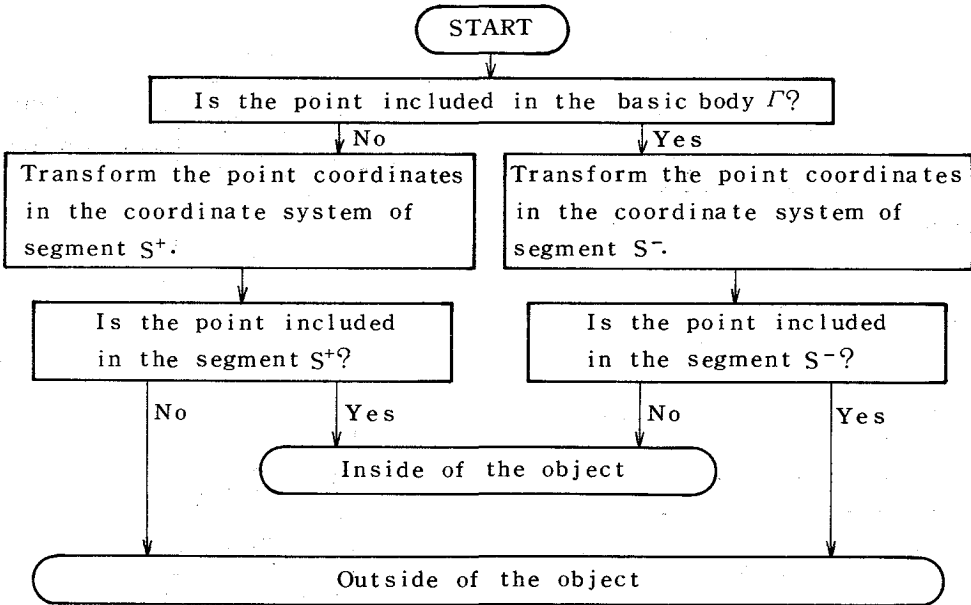 START
Is the point included in the basic body Γ?
No
Yes
Transform the point coordinates
in the coordinate system of
segment S⁺.
Transform the point coordinates
in the coordinate system of
segment S⁻.
Is the point included
in the segment S⁺?
Is the point included
in the segment S⁻?
No
Yes
No
Yes
Inside of the object
Outside of the object